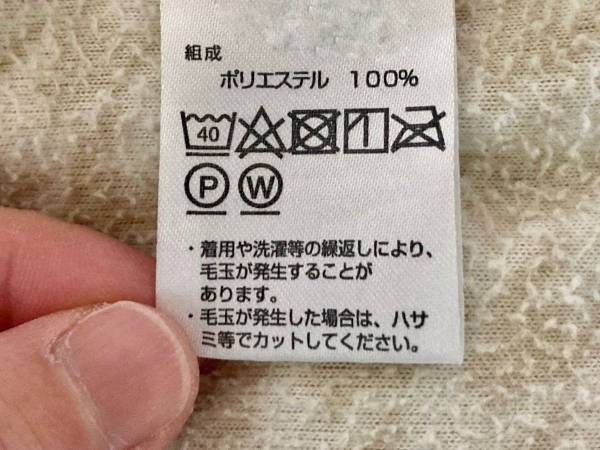 組成
ポリエステル 100%
40
P W
・着用や洗濯等の繰返しにより、
毛玉が発生することが
あります。
・毛玉が発生した場合は、ハサ
ミ等でカットしてください。